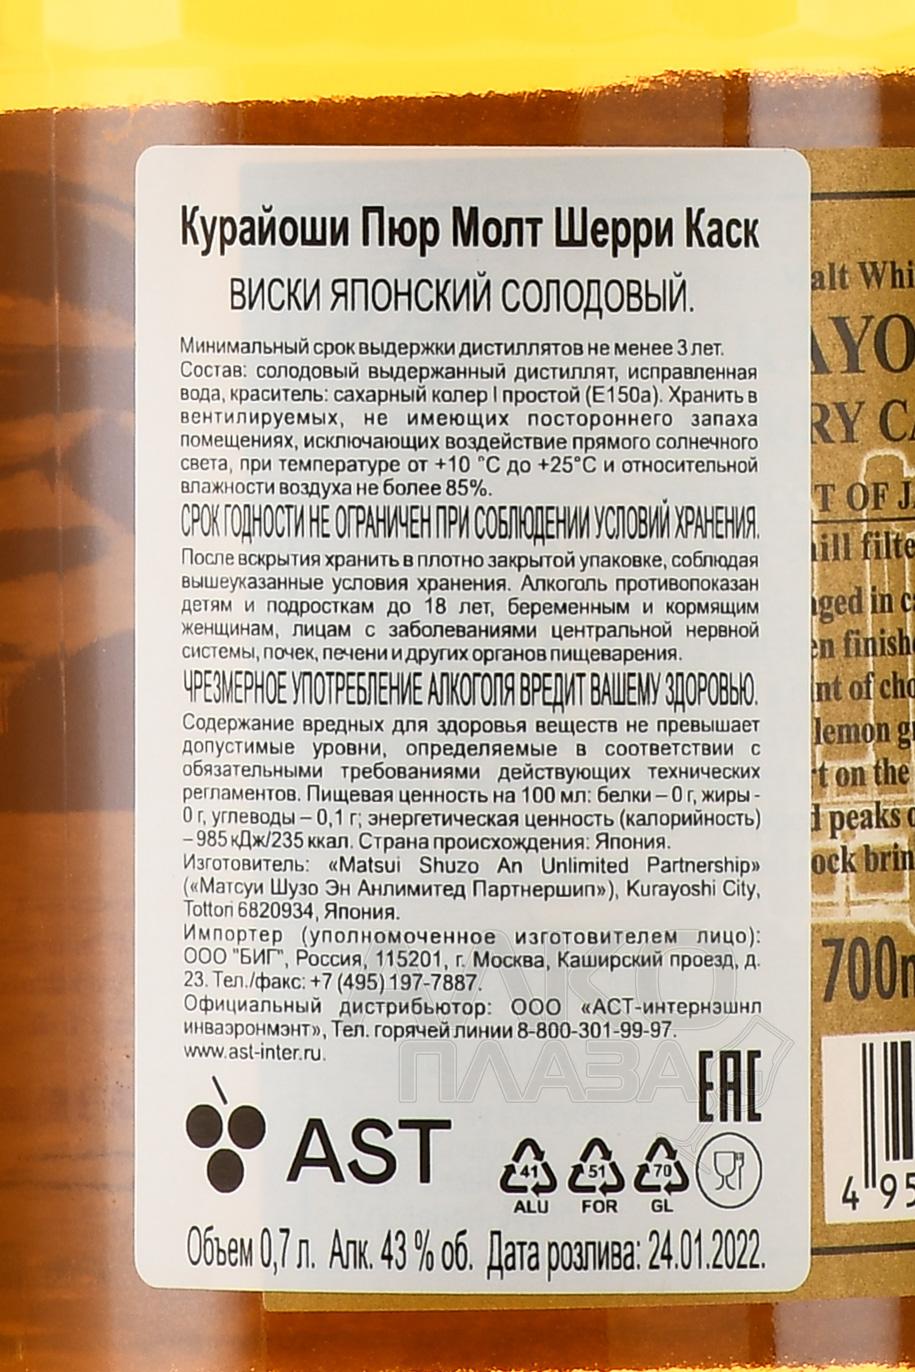 Курайоши Пюр Молт Шерри Каск
ВИСКИ ЯПОНСКИЙ СОЛОДОВЫЙ.
Минимальный срок выдержки дистиллятов не менее 3 лет.
Состав: солодовый выдержанный дистиллят, исправленная
вода, краситель: сахарный колер I простой (Е150а). Хранить в
вентилируемых, не имеющих постороннего запаха
помещениях, исключающих воздействие прямого солнечного
света, при температуре от +10 °С до +25°С и относительной
влажности воздуха не более 85%.
СРОК ГОДНОСТИ НЕ ОГРАНИЧЕН ПРИ СОБЛЮДЕНИИ УСЛОВИЙ ХРАНЕНИЯ.
После вскрытия хранить в плотно закрытой упаковке, соблюдая
вышеуказанные условия хранения. Алкоголь противопоказан
детям и подросткам до 18 лет, беременным и кормящим
женщинам, лицам с заболеваниями центральной нервной
системы, почек, печени и других органов пищеварения.
ЧРЕЗМЕРНОЕ УПОТРЕБЛЕНИЕ АЛКОГОЛЯ ВРЕДИТ ВАШЕМУ ЗДОРОВЬЮ.
Содержание вредных для здоровья веществ не превышает
допустимые уровни, определяемые в соответствии с
обязательными требованиями действующих технических
регламентов. Пищевая ценность на 100 мл: белки – 0 г, жиры -
0 г, углеводы – 0,1 г; энергетическая ценность (калорийность)
– 985 кДж/235 ккал. Страна происхождения: Япония.
Изготовитель: «Matsui Shuzo An Unlimited Partnership»
(«Матсуи Шузо Эн Анлимитед Партнершип»), Kurayoshi City,
Tottori 6820934, Япония.
Импортер (уполномоченное изготовителем лицо):
ООО "БИГ", Россия, 115201, г. Москва, Каширский проезд, д.
23. Тел./факс: +7 (495) 197-7887.
Официальный дистрибьютор: ООО «АСТ-интернэшнл
инваэронмэнт», Тел. горячей линии 8-800-301-99-97.
www.ast-inter.ru.
EAC
AST
41 51 70
ALU FOR GL
Объем 0,7 л. Алк. 43 % об. Дата розлива: 24.01.2022.
alt Whi
AYO
RY CA
T OF J
hill filte
aged in ca
en finishe
nt of cho
lemon g
rt on the
d peaks o
ock brin
700m
4 95
АЛКО
ПЛАЗА